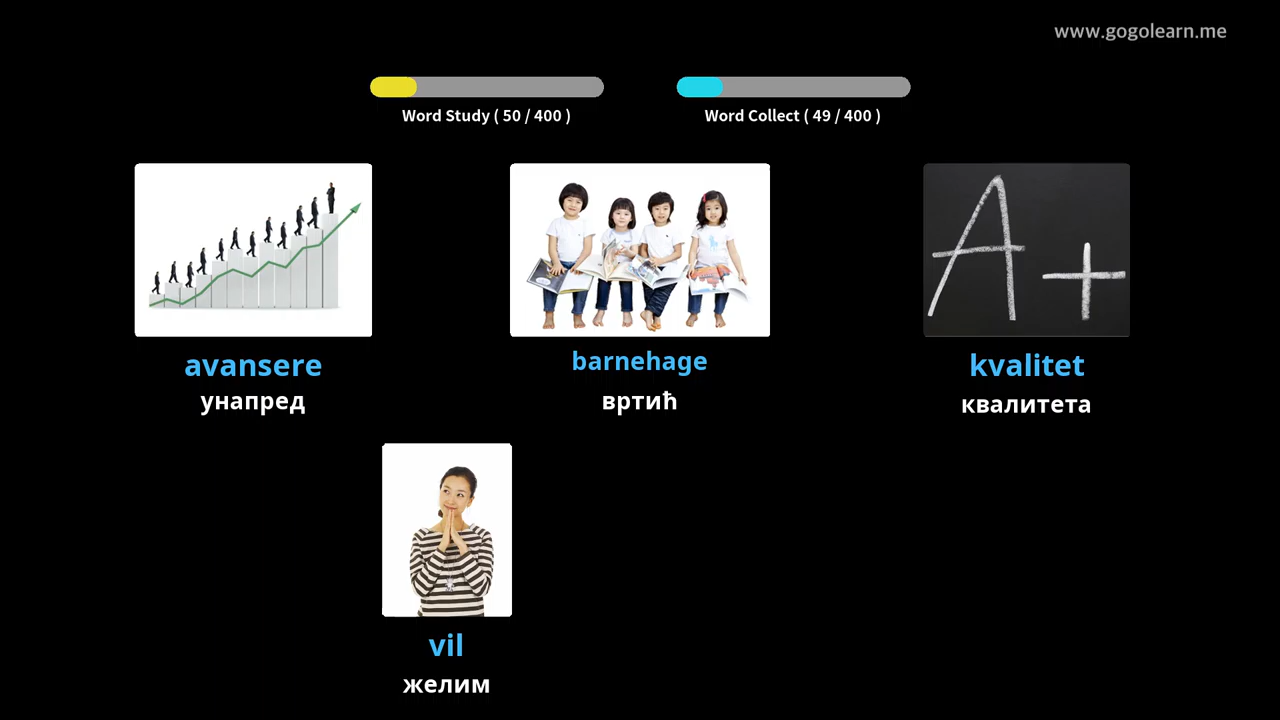 www.gogolearn.me
Word Study ( 50 / 400 )
Word Collect ( 49 / 400 )
A+
avansere
унапред
barnehage
вртић
kvalitet
квалитета
vil
желим